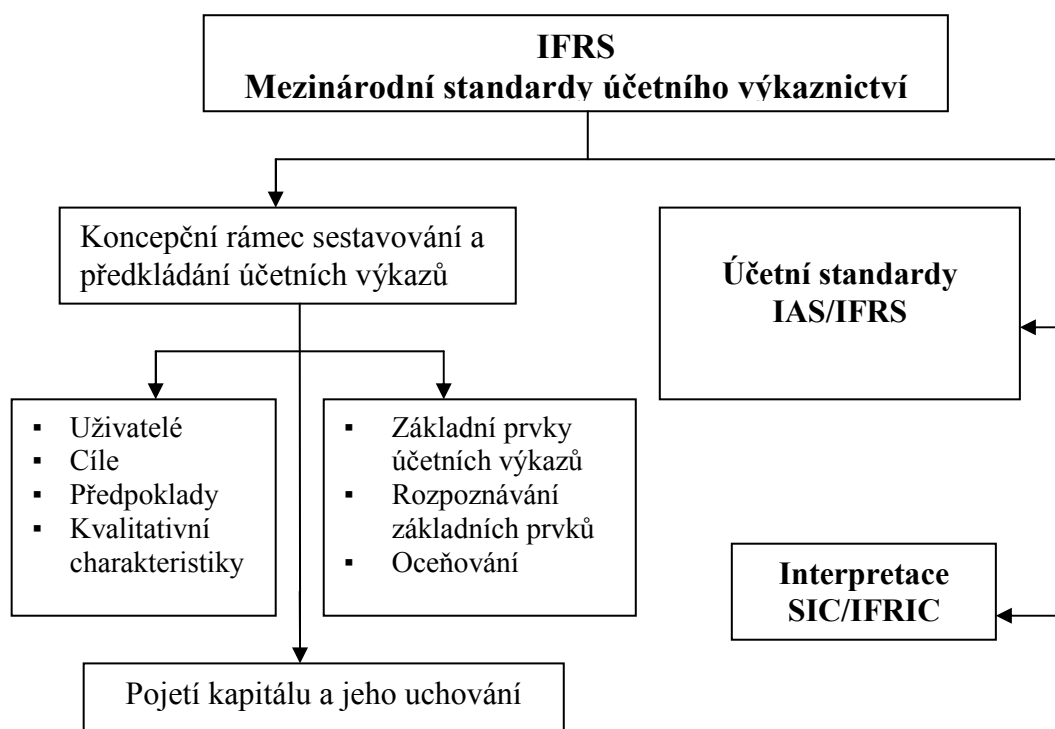 IFRS
Mezinárodní standardy účetního výkaznictví
Koncepční rámec sestavování a
předkládání účetních výkazů
Účetní standardy
IAS/IFRS
▪ Uživatelé
▪ Cíle
▪ Předpoklady
▪ Kvalitativní
charakteristiky
▪ Základní prvky
účetních výkazů
▪ Rozpoznávání
základních prvků
▪ Oceňování
Interpretace
SIC/IFRIC
Pojetí kapitálu a jeho uchování